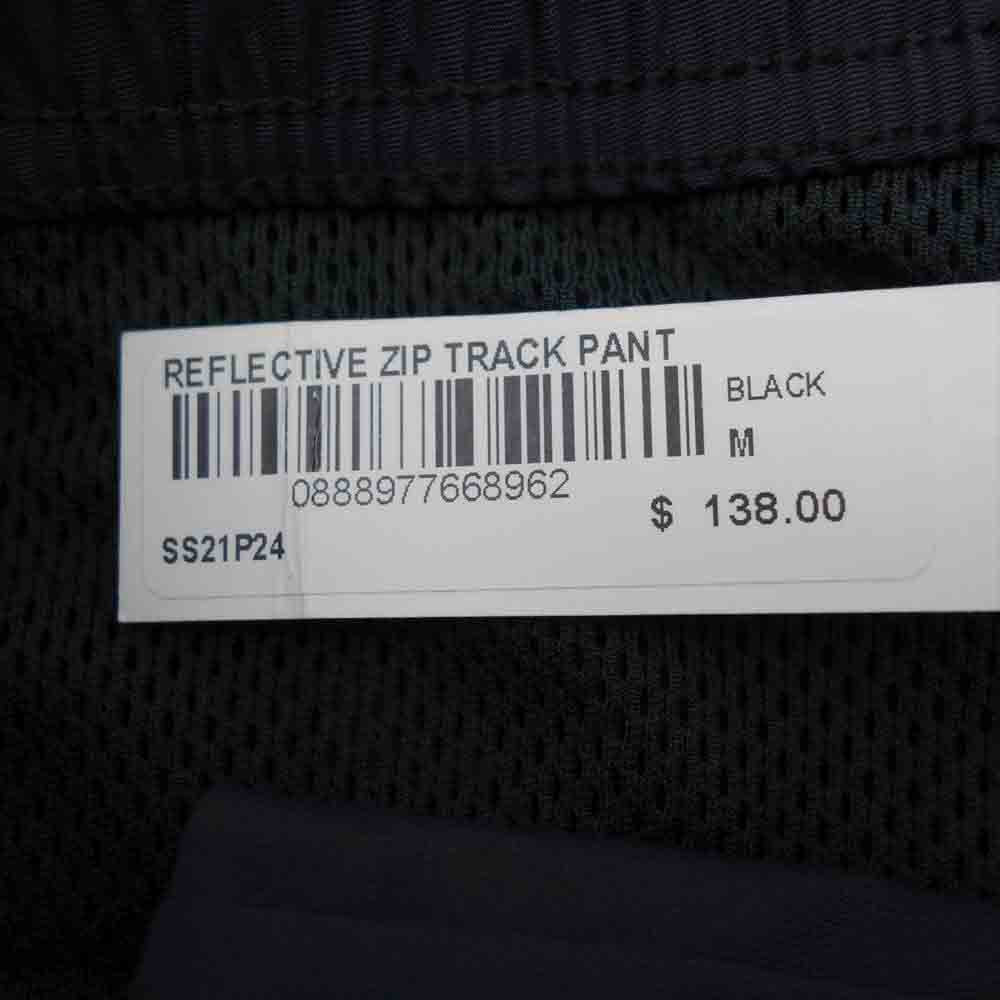 REFLECTIVE ZIP TRACK PANT
BLACK
M
0888977668962
$ 138.00
SS21P24